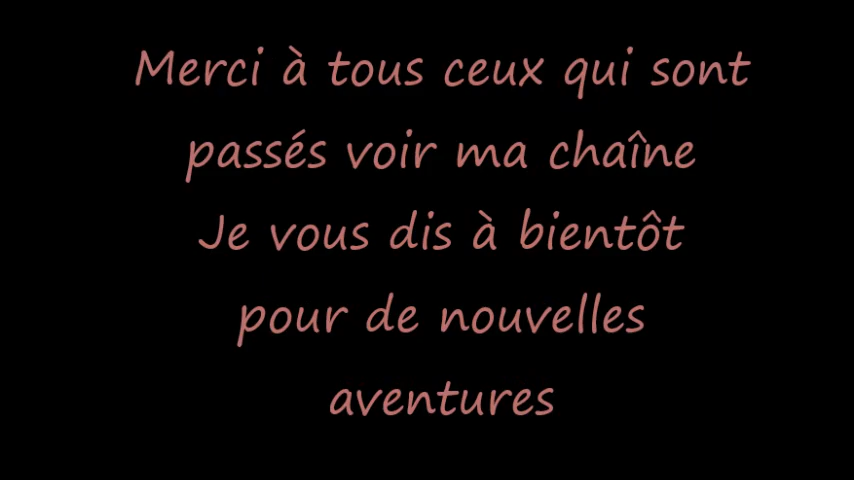 Merci à tous ceux qui sont
passés voir ma chaîne
Je vous dis à bientôt
pour de nouvelles
aventures